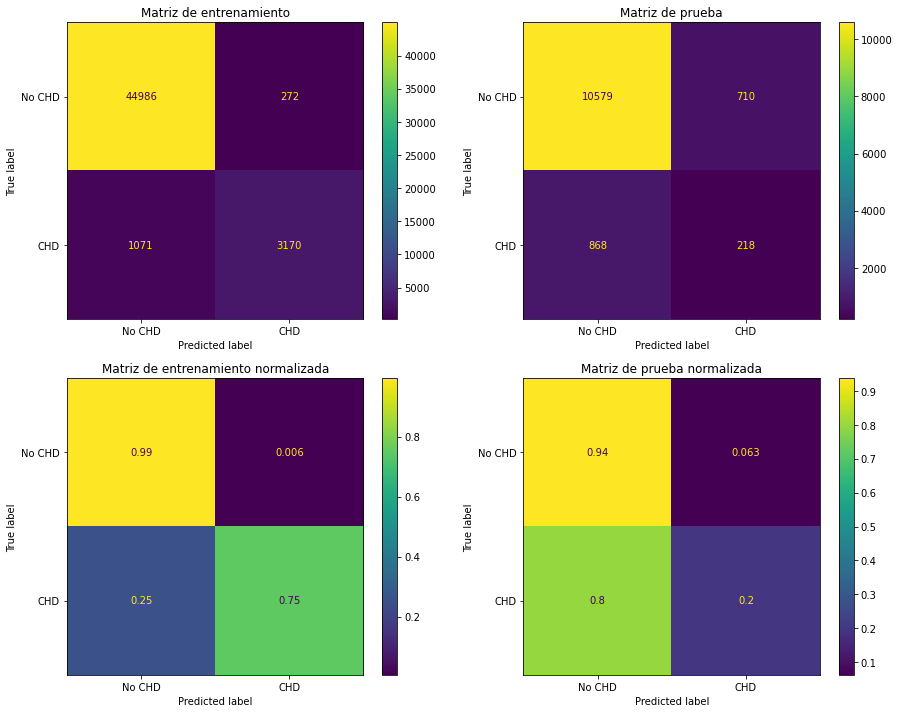 Matriz de entrenamiento
True label
No CHD
CHD
44986
272
1071
3170
No CHD
CHD
Predicted label
40000
35000
30000
25000
20000
15000
10000
5000
Matriz de prueba
True label
No CHD
CHD
10579
710
868
218
No CHD
CHD
Predicted label
10000
8000
6000
4000
2000
Matriz de entrenamiento normalizada
True label
No CHD
CHD
0.99
0.006
0.25
0.75
No CHD
CHD
Predicted label
0.8
0.6
0.4
0.2
Matriz de prueba normalizada
True label
No CHD
CHD
0.94
0.063
0.8
0.2
No CHD
CHD
Predicted label
0.9
0.8
0.7
0.6
0.5
0.4
0.3
0.2
0.1